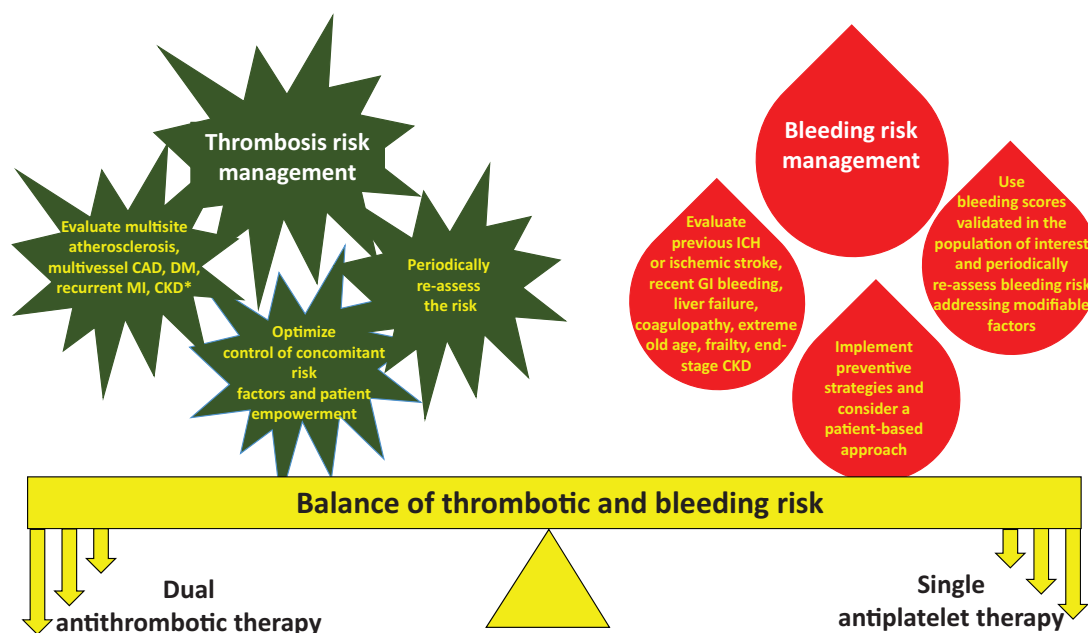 Thrombosis risk
management
Evaluate multisite
atherosclerosis,
multivessel CAD, DM,
recurrent MI, CKD*
Optimize
control of concomitant
risk
factors and patient
empowerment
Periodically
re-assess
the risk
Bleeding risk
management
Evaluate
previous ICH
or ischemic stroke,
recent GI bleeding,
liver failure,
coagulopathy, extreme
old age, frailty, end-
stage CKD
Implement
preventive
strategies and
consider a
patient-based
approach
Use
bleeding scores
validated in the
population of interest
and periodically
re-assess bleeding risk
addressing modifiable
factors
Balance of thrombotic and bleeding risk
Dual
antithrombotic therapy
Single
antiplatelet therapy